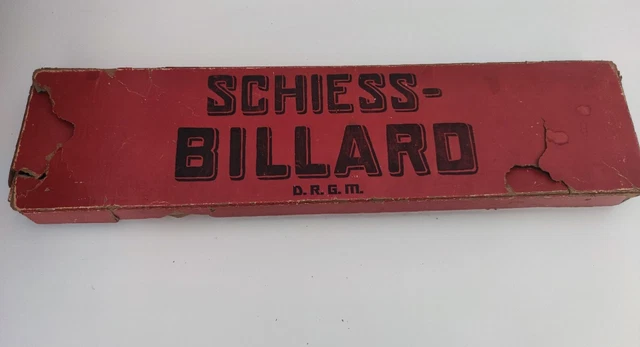 SCHIESS-
BILLARD
D. R. G. M.